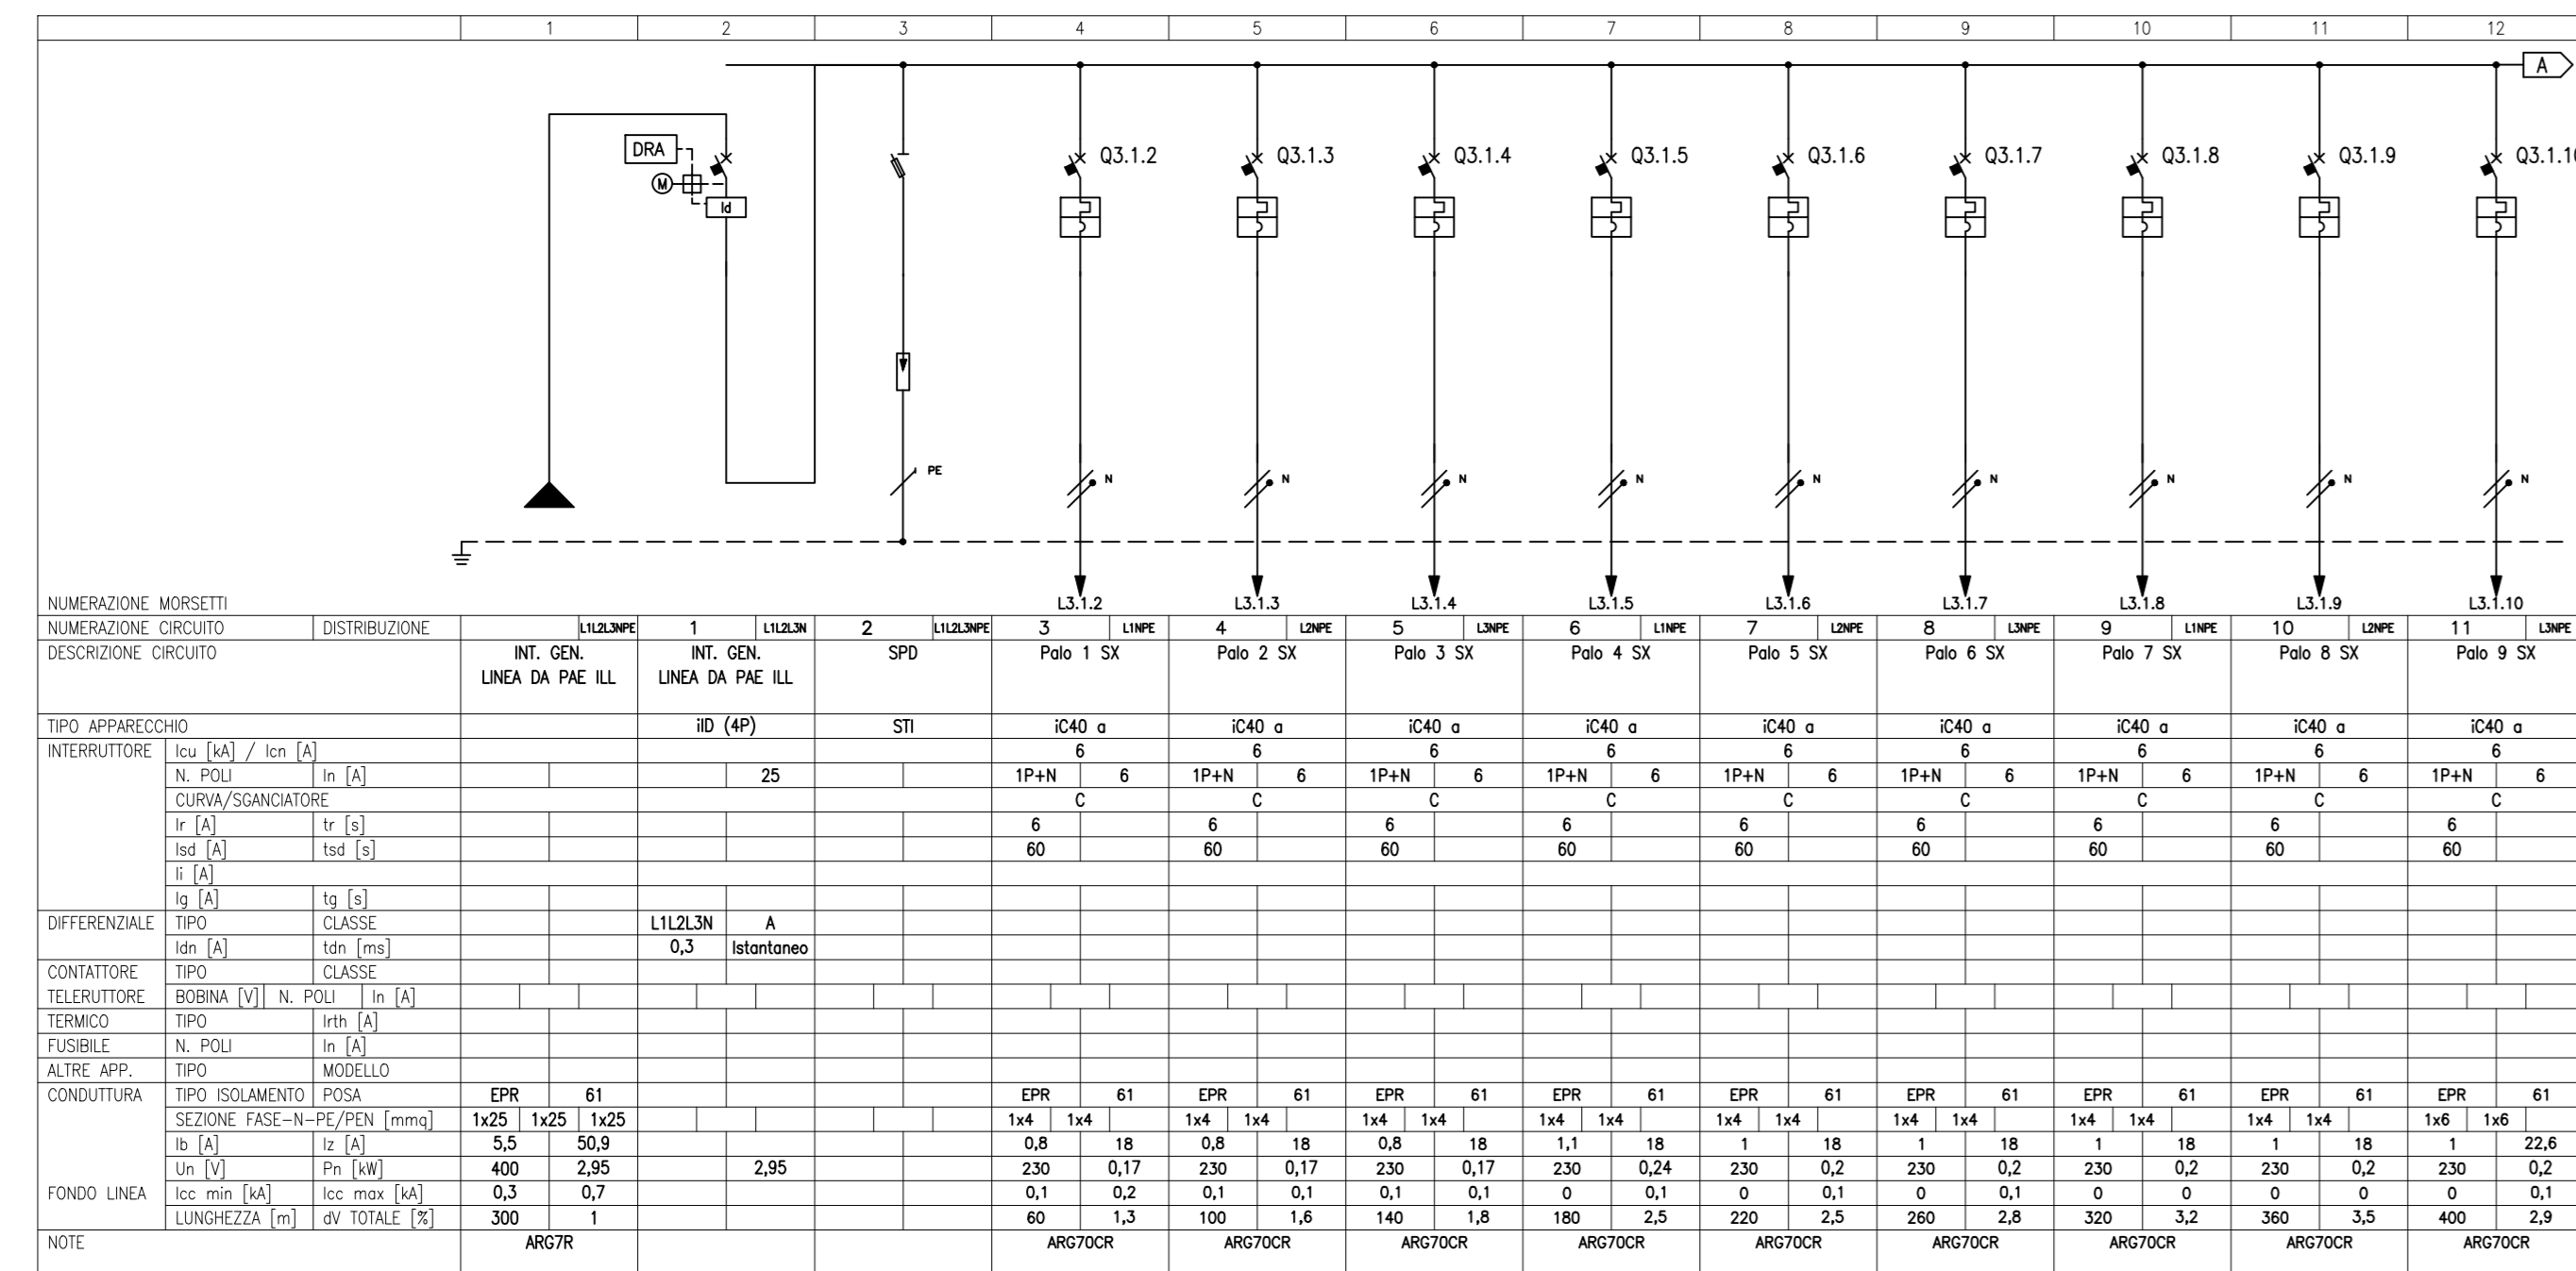 1 2 3 4 5 6 7 8 9 10 11 12
A
DRA
M
Id
Q3.1.2 Q3.1.3 Q3.1.4 Q3.1.5 Q3.1.6 Q3.1.7 Q3.1.8 Q3.1.9 Q3.1.10
PE N N N N N N N N N
NUMERAZIONE MORSETTI L3.1.2 L3.1.3 L3.1.4 L3.1.5 L3.1.6 L3.1.7 L3.1.8 L3.1.9 L3.1.10
NUMERAZIONE CIRCUITO DISTRIBUZIONE L1L2L3NPE 1 L1L2L3N 2 L1L2L3NPE 3 L1NPE 4 L2NPE 5 L3NPE 6 L1NPE 7 L2NPE 8 L3NPE 9 L1NPE 10 L2NPE 11 L3NPE
DESCRIZIONE CIRCUITO INT. GEN. INT. GEN. SPD Palo 1 SX Palo 2 SX Palo 3 SX Palo 4 SX Palo 5 SX Palo 6 SX Palo 7 SX Palo 8 SX Palo 9 SX
LINEA DA PAE ILL LINEA DA PAE ILL
TIPO APPARECCHIO iID (4P) STI iC40 a iC40 a iC40 a iC40 a iC40 a iC40 a iC40 a iC40 a iC40 a
INTERRUTTORE Icu [kA] / Icn [A] 6 6 6 6 6 6 6 6 6
N. POLI In [A] 25 1P+N 6 1P+N 6 1P+N 6 1P+N 6 1P+N 6 1P+N 6 1P+N 6 1P+N 6 1P+N 6
CURVA/SGANCIATORE C C C C C C C C C
Ir [A] tr [s] 6 6 6 6 6 6 6 6 6
Isd [A] tsd [s] 60 60 60 60 60 60 60 60 60
Ii [A]
Ig [A] tg [s]
DIFFERENZIALE TIPO CLASSE L1L2L3N A
Idn [A] tdn [ms] 0,3 Istantaneo
CONTATTORE TIPO CLASSE
TELERUTTORE BOBINA [V] N. POLI In [A]
TERMICO TIPO Irth [A]
FUSIBILE N. POLI In [A]
ALTRE APP. TIPO MODELLO
CONDUTTURA TIPO ISOLAMENTO POSA EPR 61 EPR 61 EPR 61 EPR 61 EPR 61 EPR 61 EPR 61 EPR 61 EPR 61 EPR 61
SEZIONE FASE-N-PE/PEN [mmq] 1x25 1x25 1x25 1x4 1x4 1x4 1x4 1x4 1x4 1x4 1x4 1x4 1x4 1x4 1x4 1x4 1x4 1x4 1x4 1x6 1x6
Ib [A] Iz [A] 5,5 50,9 0,8 18 0,8 18 0,8 18 1,1 18 1 18 1 18 1 18 1 18 1 22,6
Un [V] Pn [kW] 400 2,95 2,95 230 0,17 230 0,17 230 0,17 230 0,24 230 0,2 230 0,2 230 0,2 230 0,2 230 0,2
FONDO LINEA Icc min [kA] Icc max [kA] 0,3 0,7 0,1 0,2 0,1 0,1 0,1 0,1 0 0,1 0 0,1 0 0,1 0 0 0 0 0 0,1
LUNGHEZZA [m] dV TOTALE [%] 300 1 60 1,3 100 1,6 140 1,8 180 2,5 220 2,5 260 2,8 320 3,2 360 3,5 400 2,9
NOTE ARG7R ARG7OCR ARG7OCR ARG7OCR ARG7OCR ARG7OCR ARG7OCR ARG7OCR ARG7OCR ARG7OCR